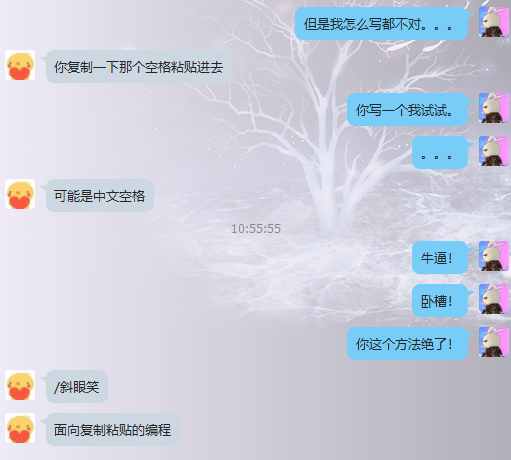 但是我怎么写都不对。。。
你复制一下那个空格粘贴进去
你写一个我试试。
。。。
可能是中文空格
10:55:55
牛逼！
卧槽！
你这个方法绝了！
/斜眼笑
面向复制粘贴的编程